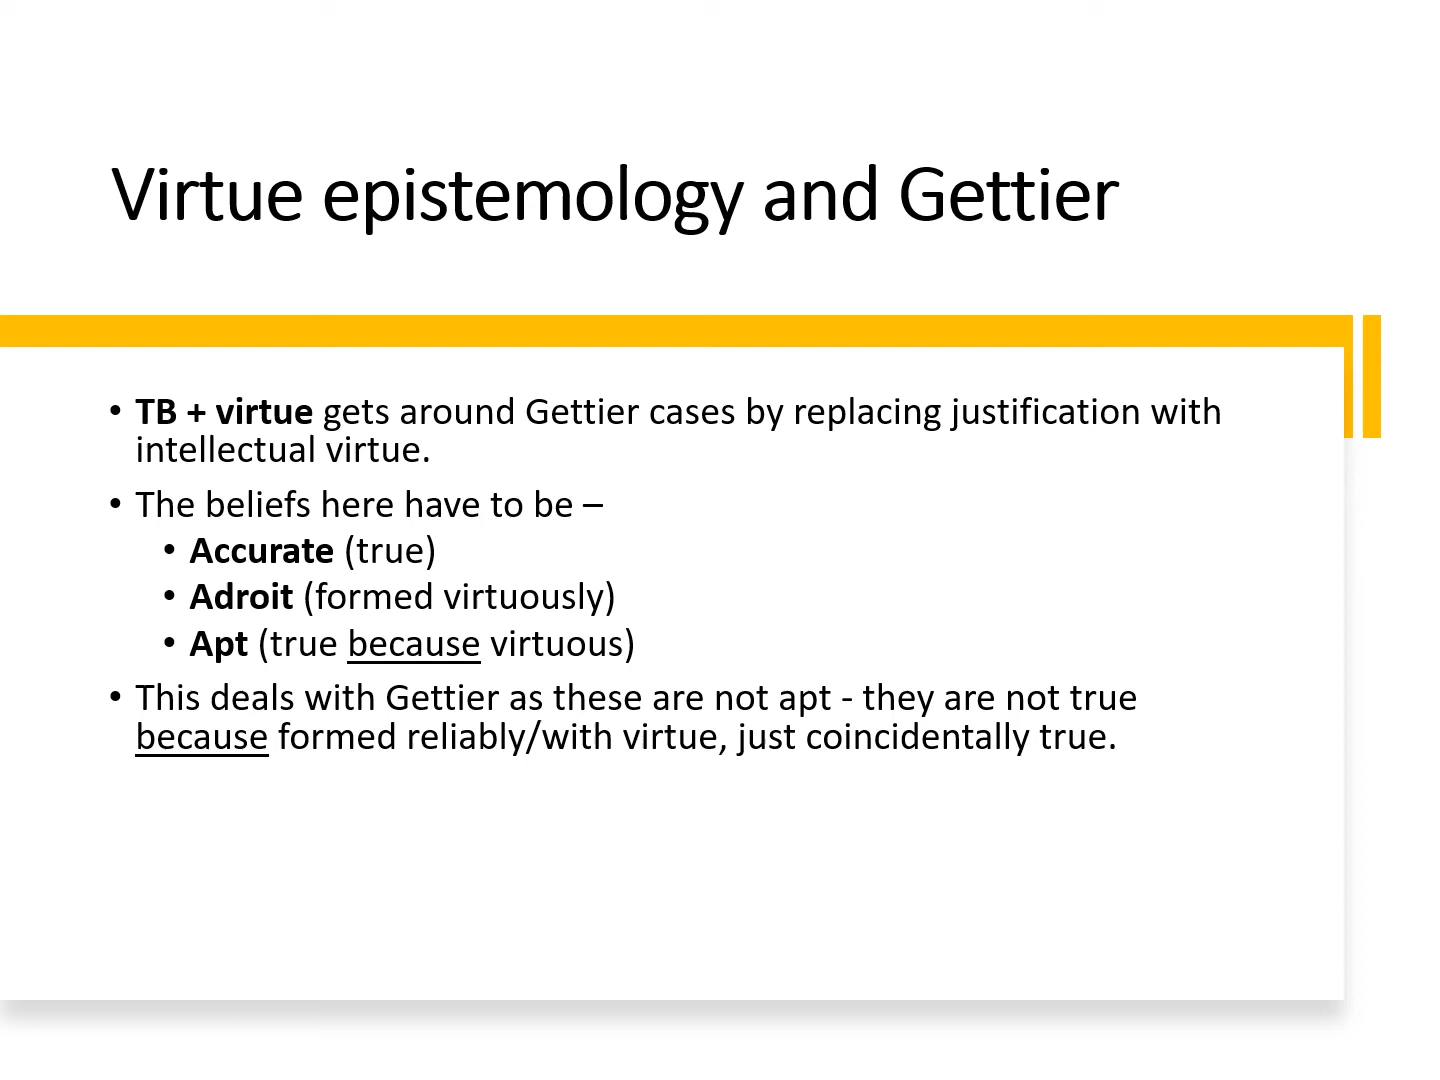 Virtue epistemology and Gettier
• TB + virtue gets around Gettier cases by replacing justification with
intellectual virtue.
• The beliefs here have to be –
• Accurate (true)
• Adroit (formed virtuously)
• Apt (true because virtuous)
• This deals with Gettier as these are not apt - they are not true
because formed reliably/with virtue, just coincidentally true.